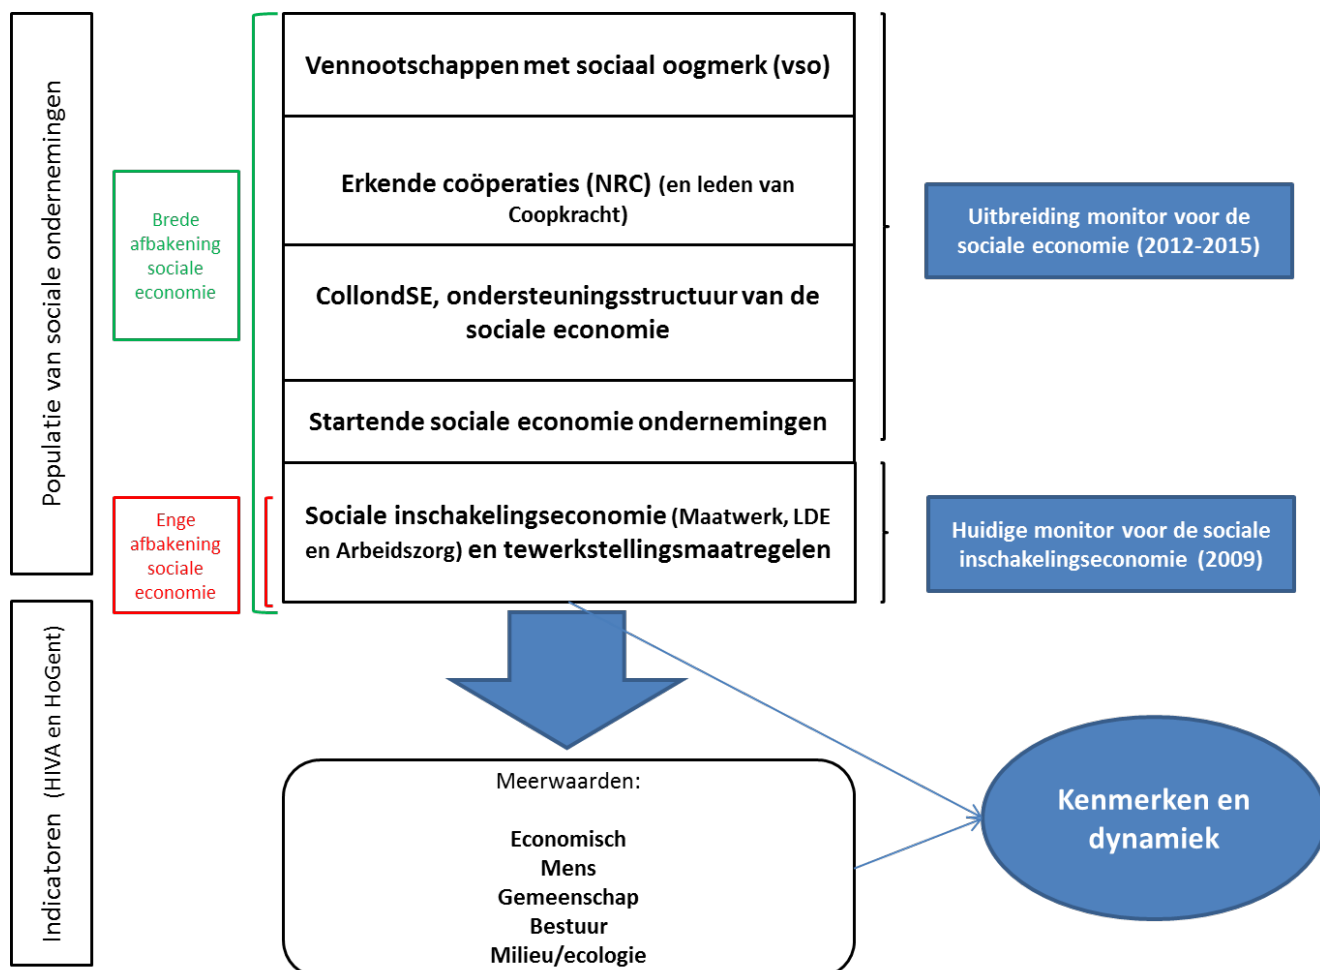 Populatie van sociale ondernemingen
Brede
afbakening
sociale
economie
Enge
afbakening
sociale
economie
Vennootschappen met sociaal oogmerk (vso)
Erkende coöperaties (NRC) (en leden van
Coopkracht)
CollondSE, ondersteuningsstructuur van de
sociale economie
Startende sociale economie ondernemingen
Sociale inschakelingseconomie (Maatwerk, LDE
en Arbeidszorg) en tewerkstellingsmaatregelen
Uitbreiding monitor voor de
sociale economie (2012-2015)
Huidige monitor voor de sociale
inschakelingseconomie (2009)
Indicatoren (HIVA en HoGent)
Meerwaarden:
Economisch
Mens
Gemeenschap
Bestuur
Milieu/ecologie
Kenmerken en
dynamiek